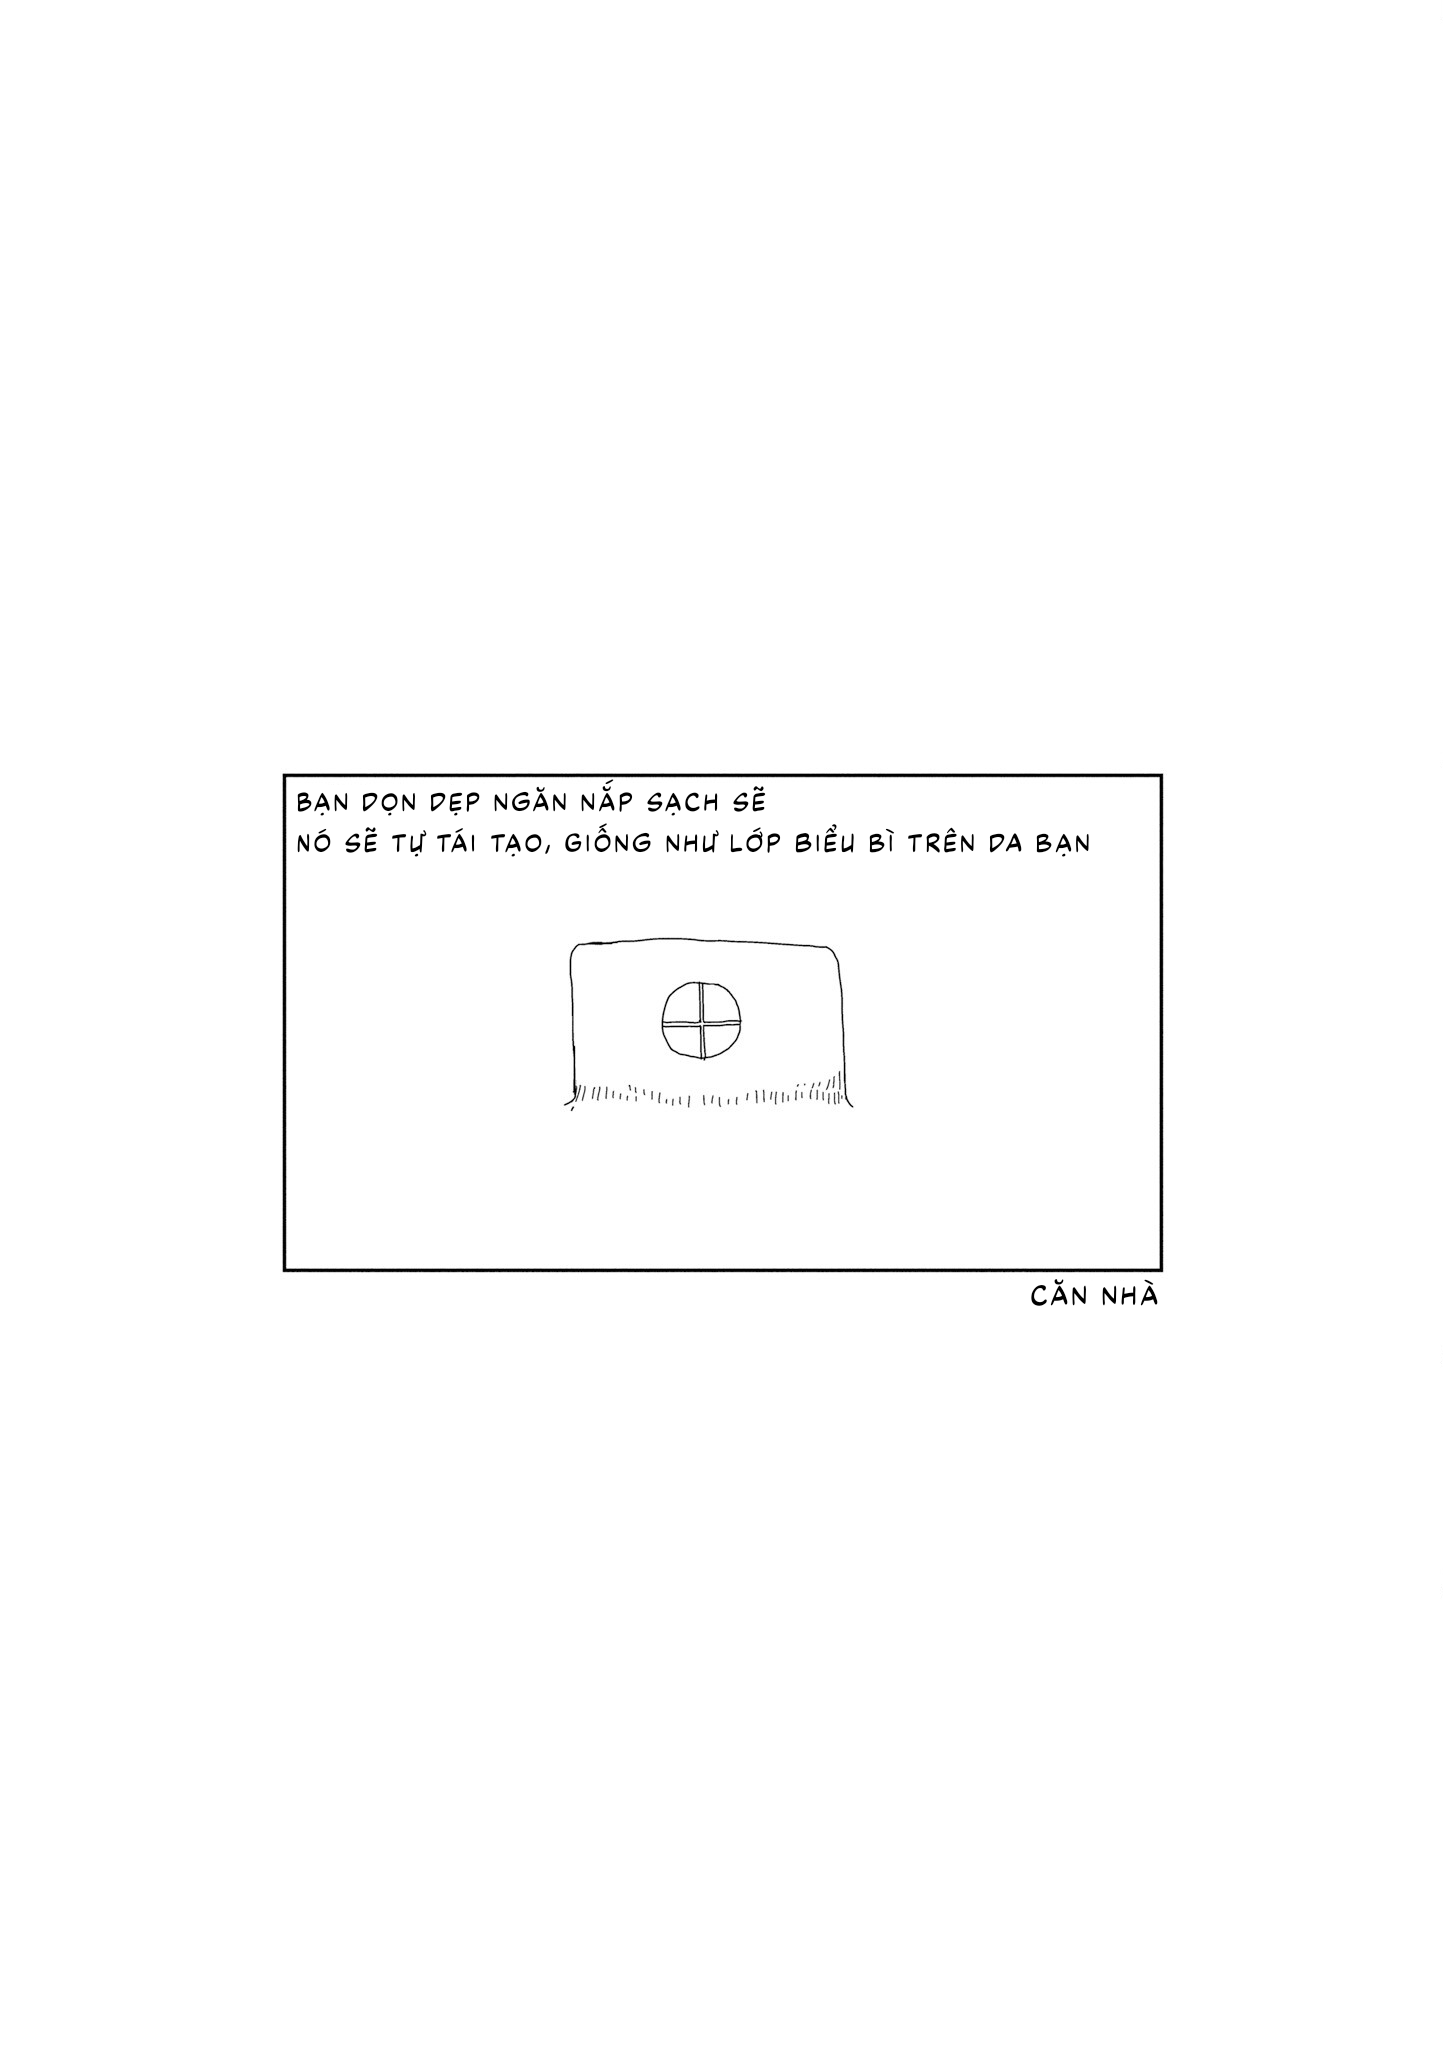 BẠN DỌN DẸP NGĂN NẮP SẠCH SẼ
NÓ SẼ TỰ TÁI TẠO, GIỐNG NHƯ LỚP BIỂU BÌ TRÊN DA BẠN
CĂN NHÀ